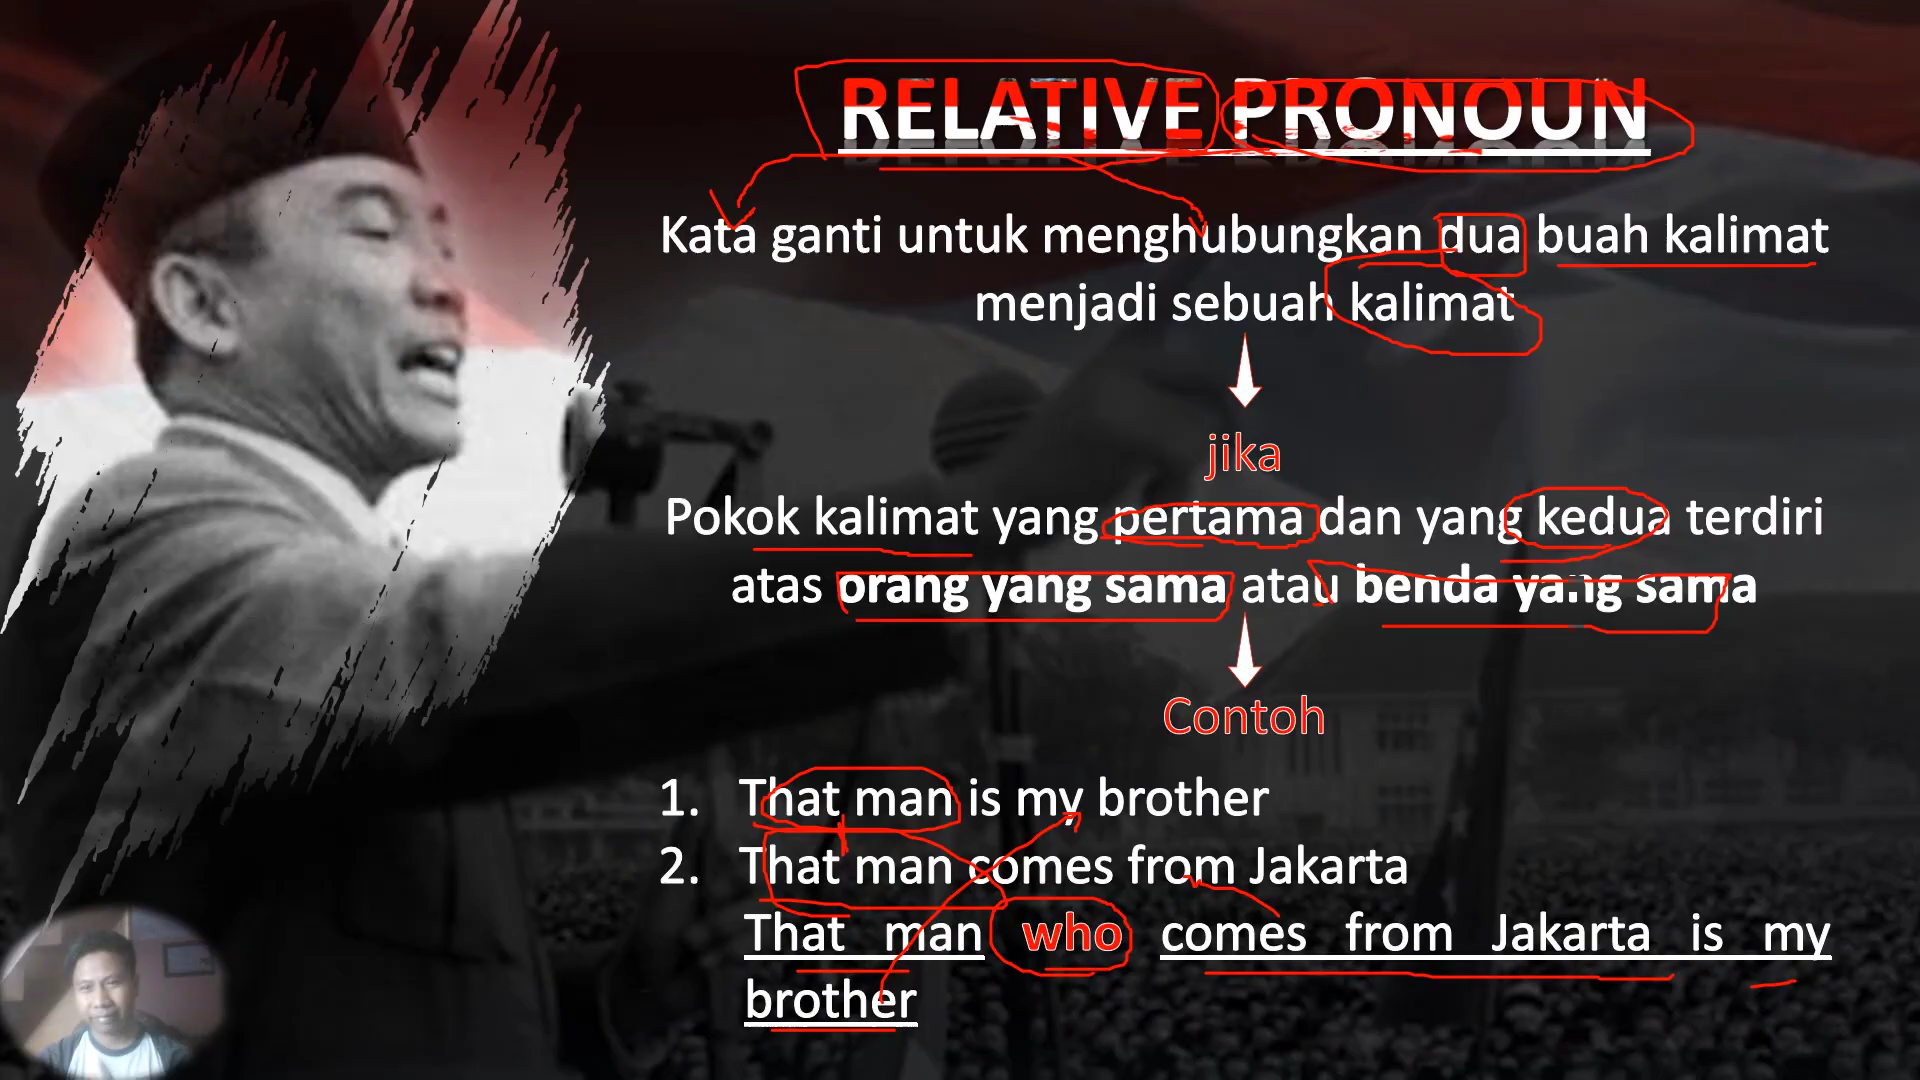 RELATIVE PRONOUN
Kata ganti untuk menghubungkan dua buah kalimat
menjadi sebuah kalimat
jika
Pokok kalimat yang pertama dan yang kedua terdiri
atas orang yang sama atau benda yang sama
Contoh
1. That man is my brother
2. That man comes from Jakarta
That man who comes from Jakarta is my
brother